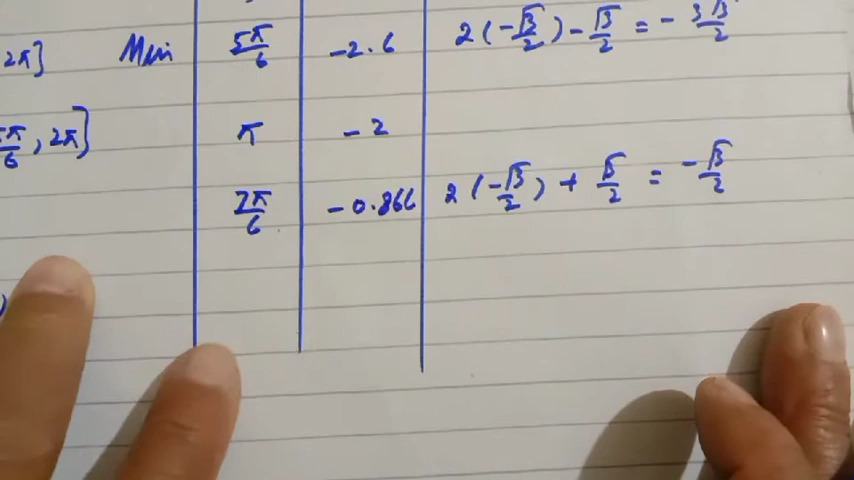 2π] Min 5π/6 -2.6 2(-√3/2) - √3/2 = - 3√3/2
5π/6, 2π] π -2
7π/6 -0.866 2(-√3/2) + √3/2 = -√3/2
)